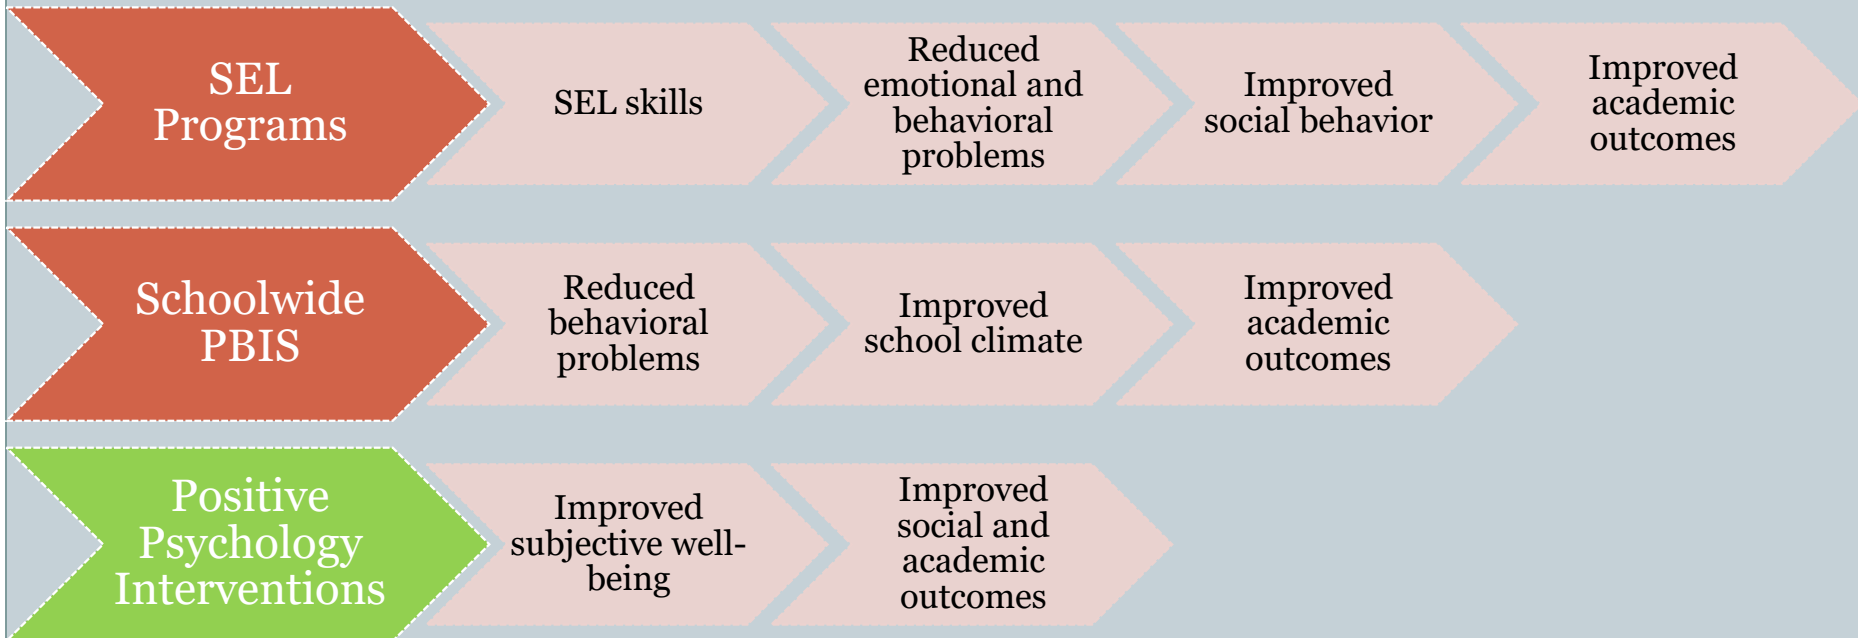 SEL
Programs
SEL skills
Reduced
emotional and
behavioral
problems
Improved
social behavior
Improved
academic
outcomes
Schoolwide
PBIS
Reduced
behavioral
problems
Improved
school climate
Improved
academic
outcomes
Positive
Psychology
Interventions
Improved
subjective well-
being
Improved
social and
academic
outcomes